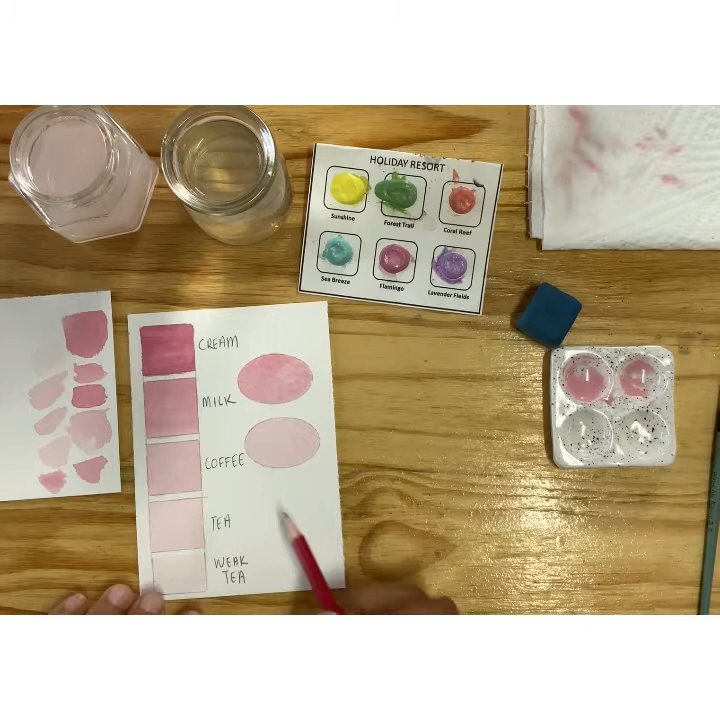 HOLIDAY RESORT
Sunshine
Forest Trail
Coral Reef
Sea Breeze
Flamingo
Lavender Fields
CREAM
MILK
COFFEE
TEA
WEAK
TEA